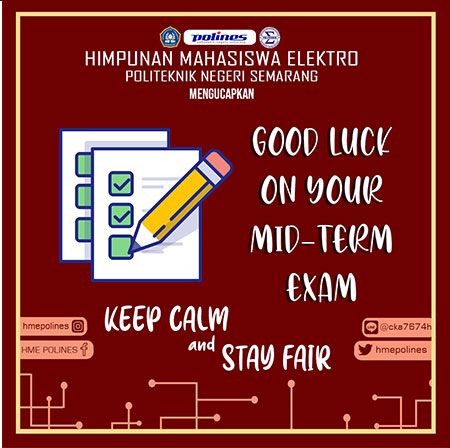 polines
HIMPUNAN MAHASISWA ELEKTRO
POLITEKNIK NEGERI SEMARANG
MENGUCAPKAN
GOOD LUCK
ON YOUR
MID-TERM
EXAM
KEEP CALM
and
STAY FAIR
hmepolines
HME POLINES
@cka7674h
hmepolines